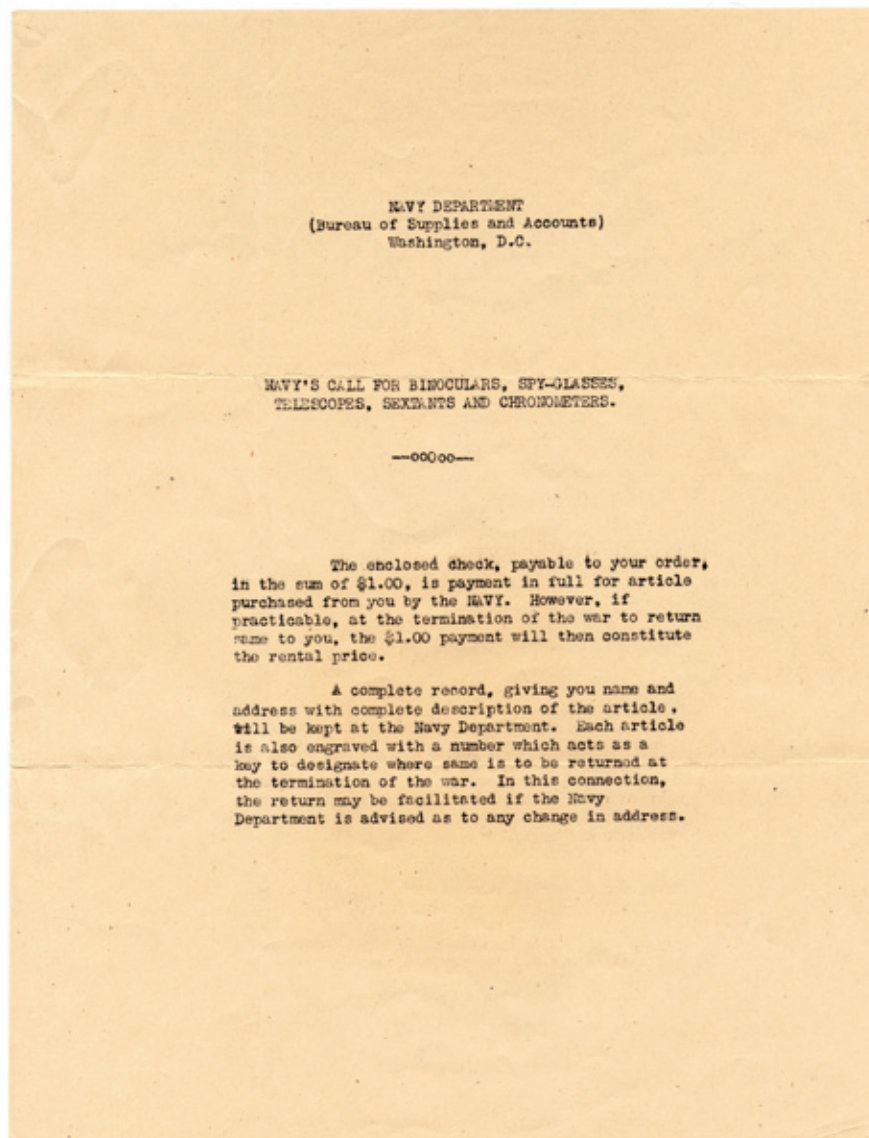 NAVY DEPARTMENT
(Bureau of Supplies and Accounts)
Washington, D.C.
NAVY'S CALL FOR BINOCULARS, SPY-GLASSES,
TELESCOPES, SEXTANTS AND CHRONOMETERS.
---ooOoo---
The enclosed check, payable to your order,
in the sum of $1.00, is payment in full for article
purchased from you by the NAVY. However, if
practicable, at the termination of the war to return
same to you, the $1.00 payment will then constitute
the rental price.
A complete record, giving you name and
address with complete description of the article,
will be kept at the Navy Department. Each article
is also engraved with a number which acts as a
key to designate where same is to be returned at
the termination of the war. In this connection,
the return may be facilitated if the Navy
Department is advised as to any change in address.